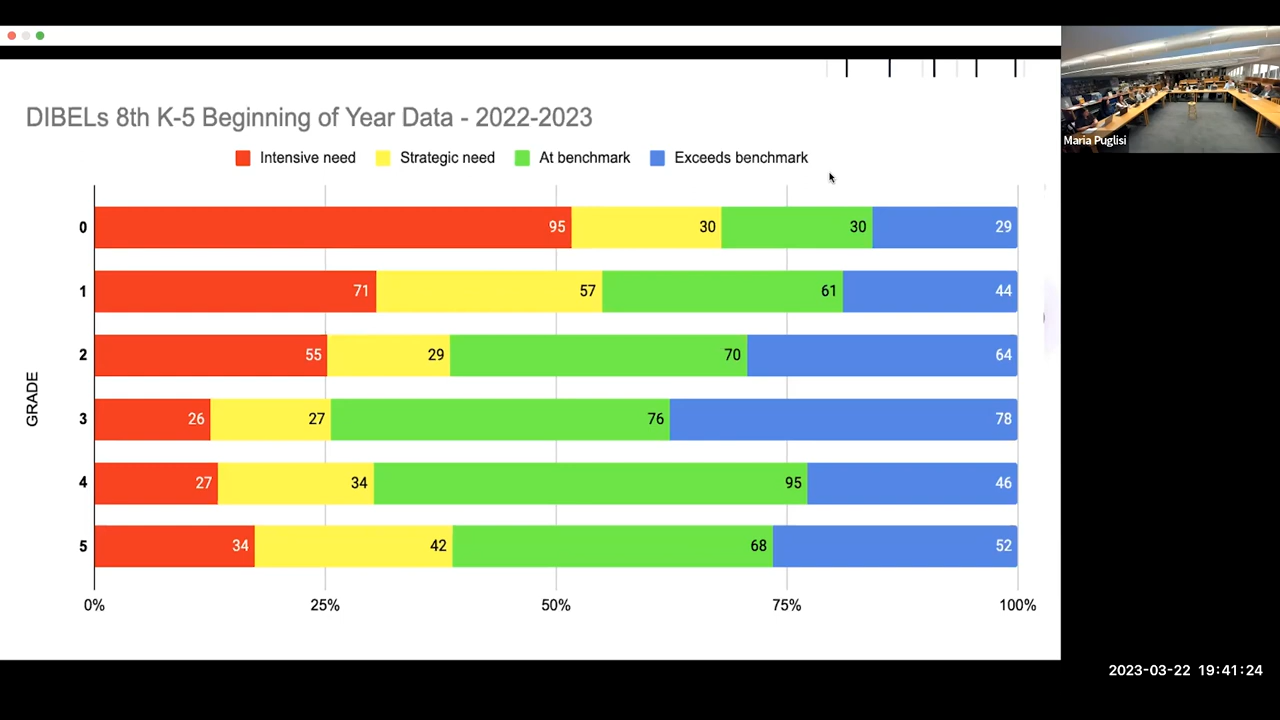 DIBELs 8th K-5 Beginning of Year Data - 2022-2023
Intensive need Strategic need At benchmark Exceeds benchmark
Maria Puglisi
0 95 30 30 29
1 71 57 61 44
2 55 29 70 64
GRADE
3 26 27 76 78
4 27 34 95 46
5 34 42 68 52
0% 25% 50% 75% 100%
2023-03-22 19:41:24